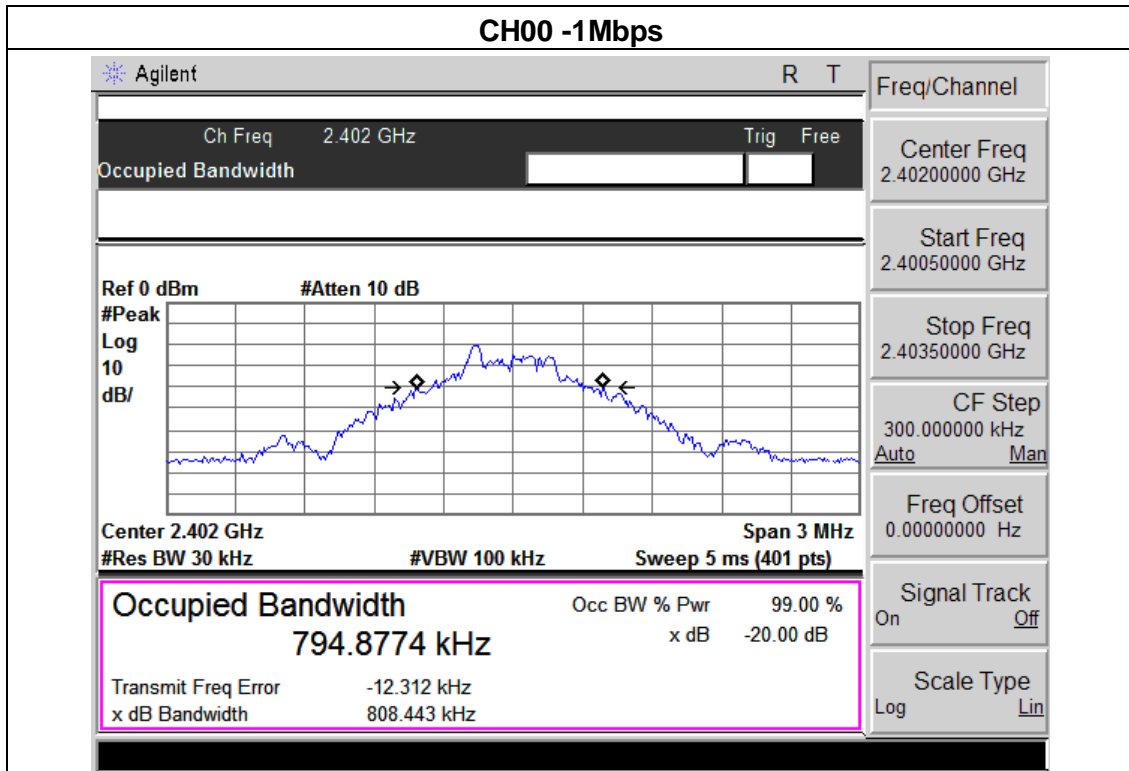 CH00 -1Mbps
Agilent R T
Ch Freq 2.402 GHz Trig Free
Occupied Bandwidth
Ref 0 dBm #Atten 10 dB
#Peak
Log
10
dB/
Center 2.402 GHz Span 3 MHz
#Res BW 30 kHz #VBW 100 kHz Sweep 5 ms (401 pts)
Occupied Bandwidth Occ BW % Pwr 99.00 %
794.8774 kHz x dB -20.00 dB
Transmit Freq Error -12.312 kHz
x dB Bandwidth 808.443 kHz
Freq/Channel
Center Freq
2.40200000 GHz
Start Freq
2.40050000 GHz
Stop Freq
2.40350000 GHz
CF Step
300.000000 kHz
Auto Man
Freq Offset
0.00000000 Hz
Signal Track
On Off
Scale Type
Log Lin